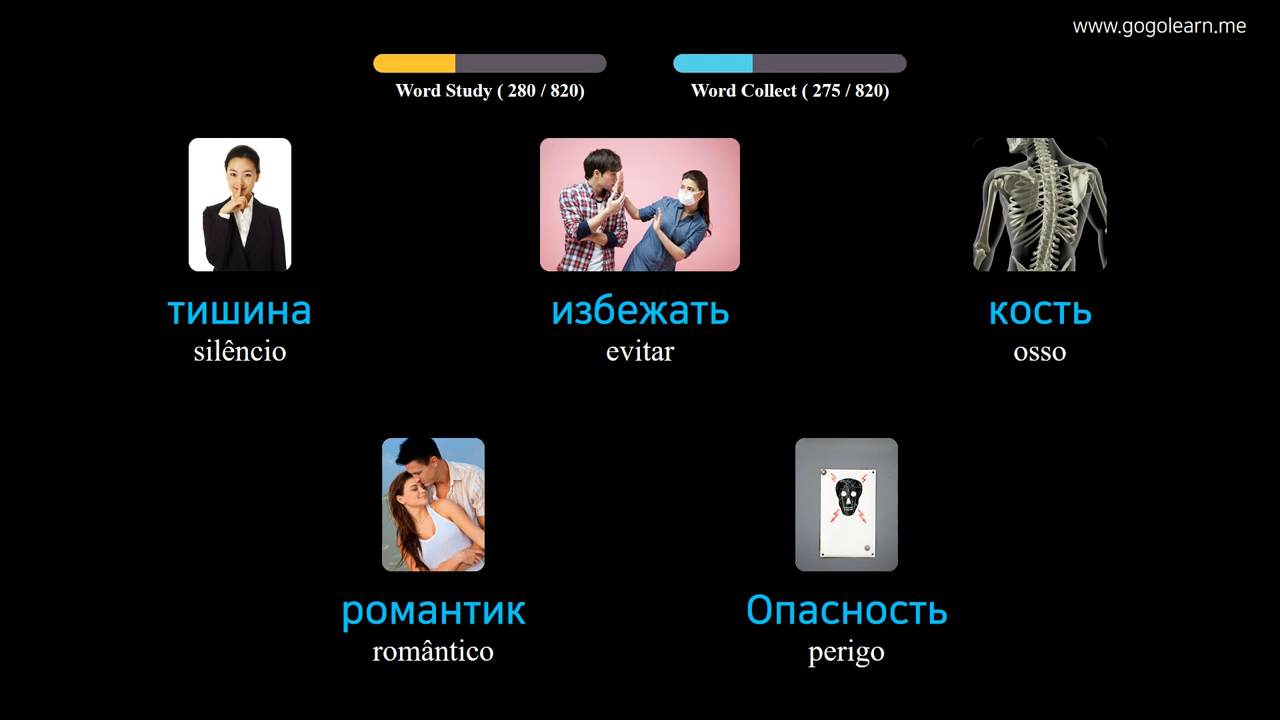 www.gogolearn.me
Word Study ( 280 / 820)
Word Collect ( 275 / 820)
тишина
silêncio
избежать
evitar
кость
osso
романтик
romântico
Опасность
perigo